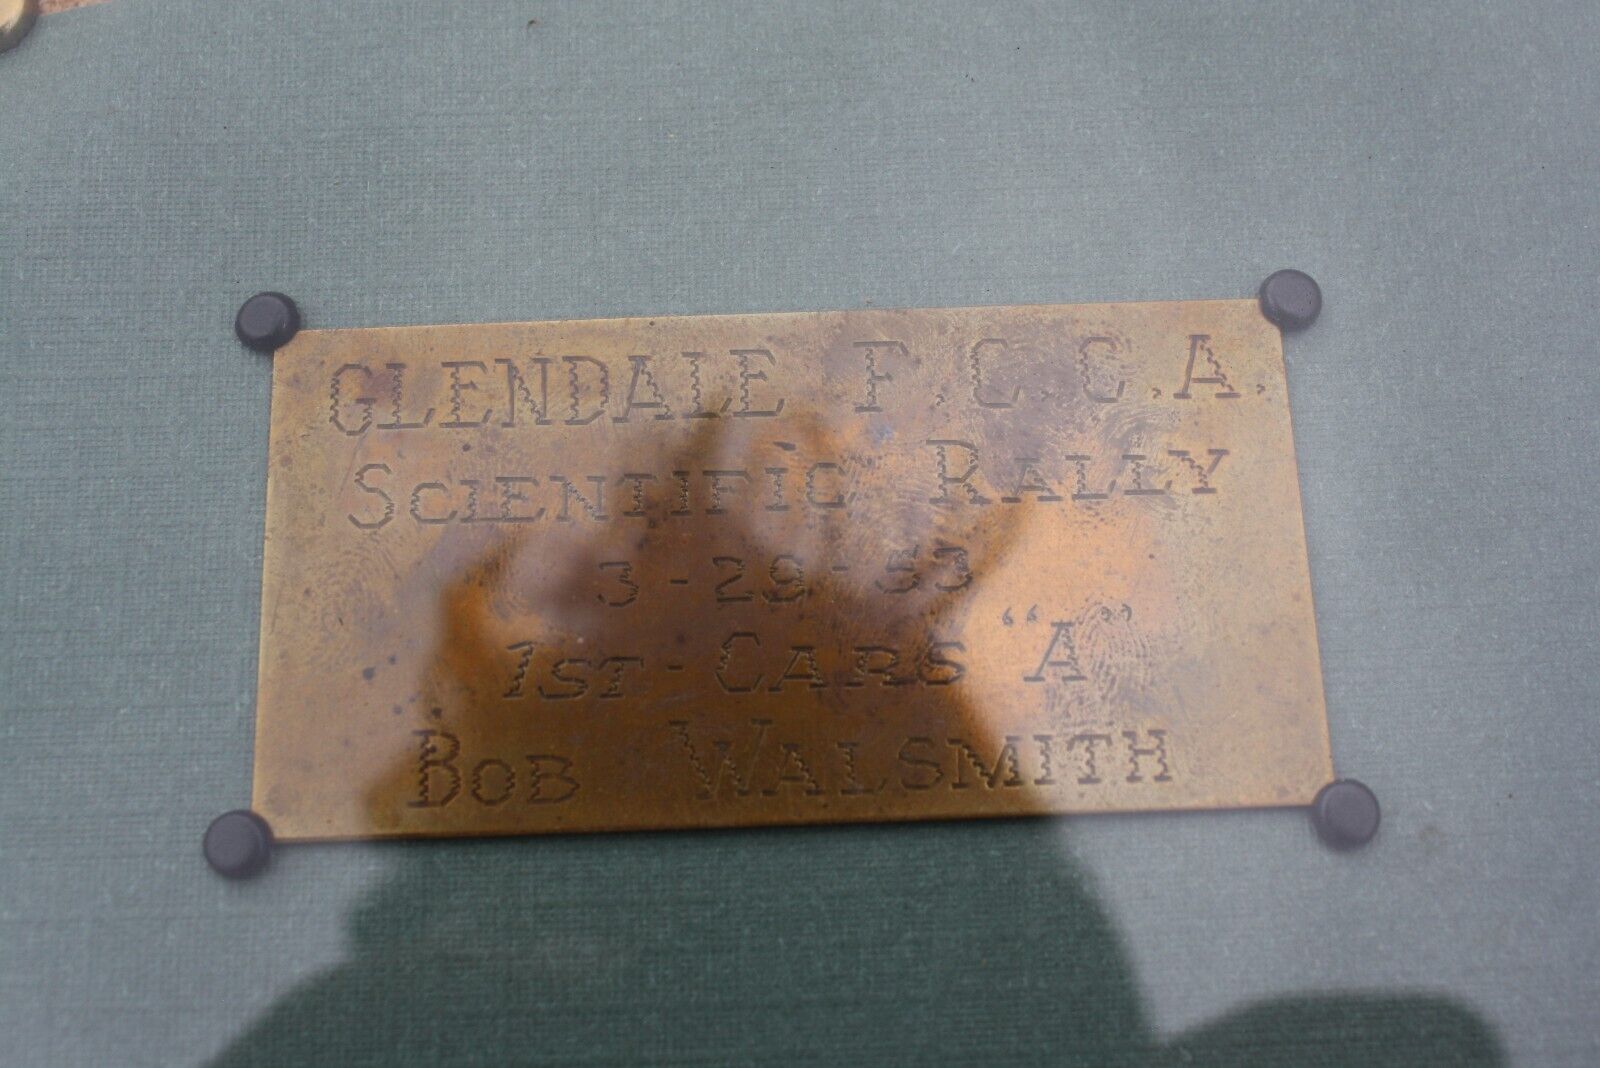 GLENDALE F.C.C.A.
SCIENTIFIC RALLY
3-29-53
1ST-CARS "A"
BOB WALSMITH